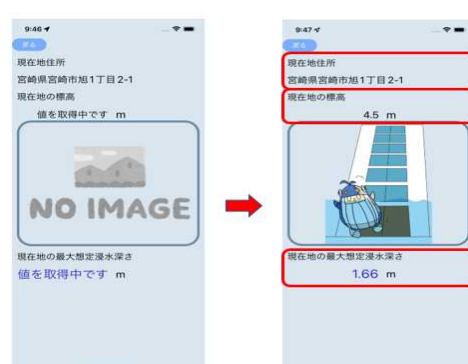 9:46
戻る
現在地住所
宮崎県宮崎市旭1丁目2-1
現在地の標高
値を取得中です m
NO IMAGE
現在地の最大想定浸水深さ
値を取得中です m
9:47
戻る
現在地住所
宮崎県宮崎市旭1丁目2-1
現在地の標高
4.5 m
現在地の最大想定浸水深さ
1.66 m